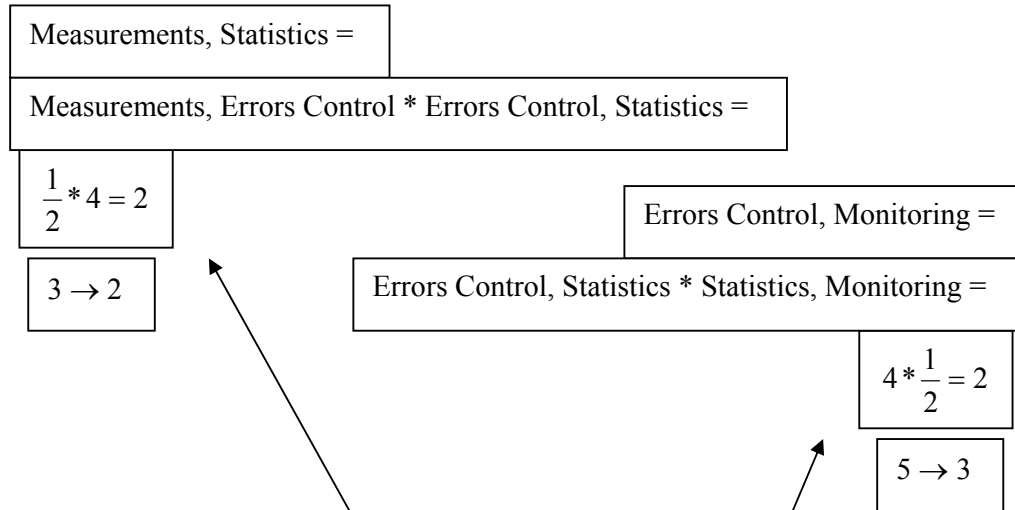 Measurements, Statistics =
Measurements, Errors Control * Errors Control, Statistics =
1/2 * 4 = 2
3 → 2
Errors Control, Monitoring =
Errors Control, Statistics * Statistics, Monitoring =
4 * 1/2 = 2
5 → 3